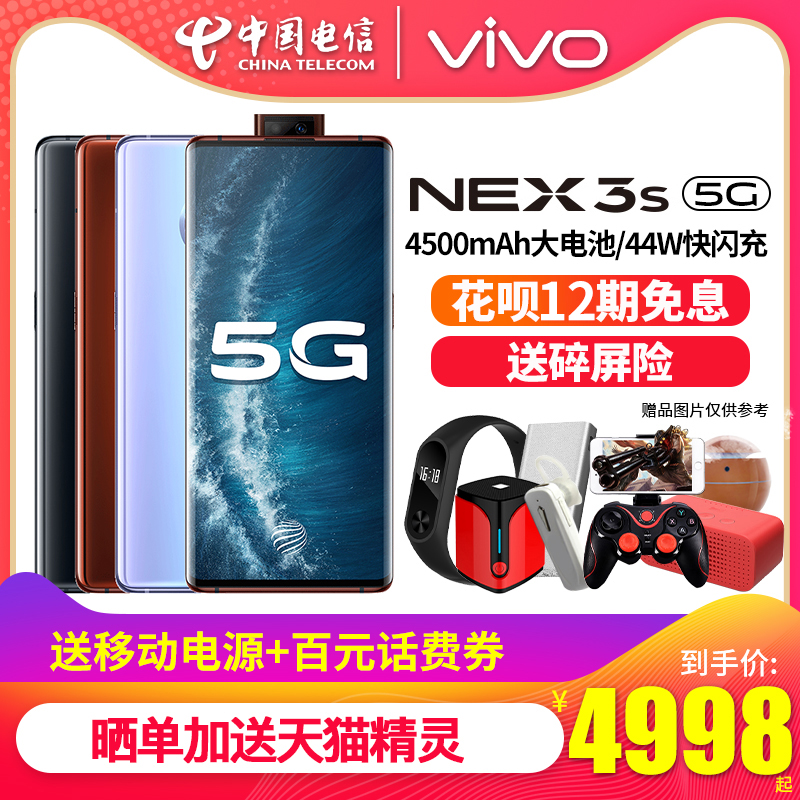 中国电信
CHINA TELECOM
vivo
NEX 3s 5G
4500mAh大电池/44W快闪充
花呗12期免息
送碎屏险
赠品图片仅供参考
5G
16:18
送移动电源+百元话费券
晒单加送天猫精灵
到手价:
¥4998起